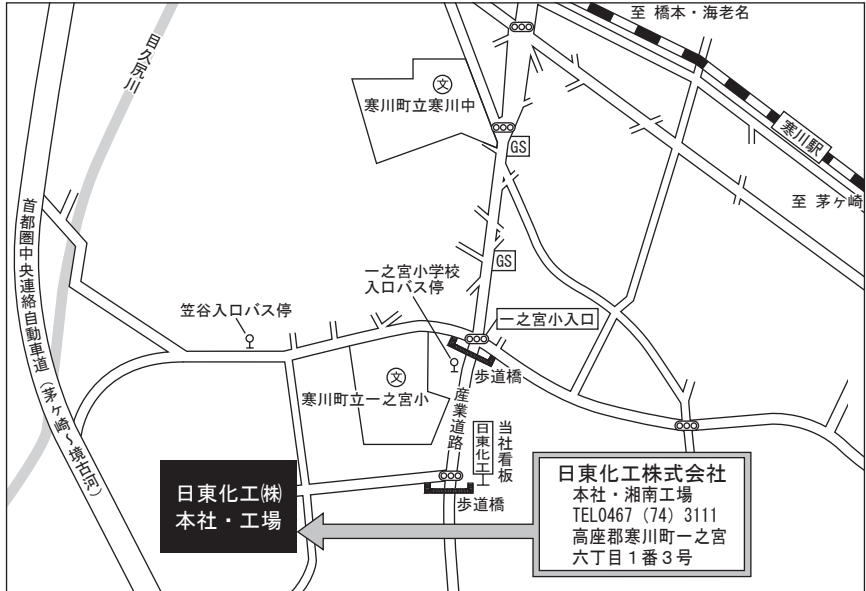 至 橋本・海老名
目久尻川
文
寒川町立寒川中
GS
寒川駅
至 茅ヶ崎
首都圏中央連絡自動車道(茅ヶ崎~境古河)
GS
一之宮小学校
入口バス停
笠谷入口バス停
一之宮小入口
歩道橋
文
寒川町立一之宮小
産業道路
日東化工
当社看板
歩道橋
日東化工㈱
本社・工場
日東化工株式会社
本社・湘南工場
TEL0467(74)3111
高座郡寒川町一之宮
六丁目1番3号